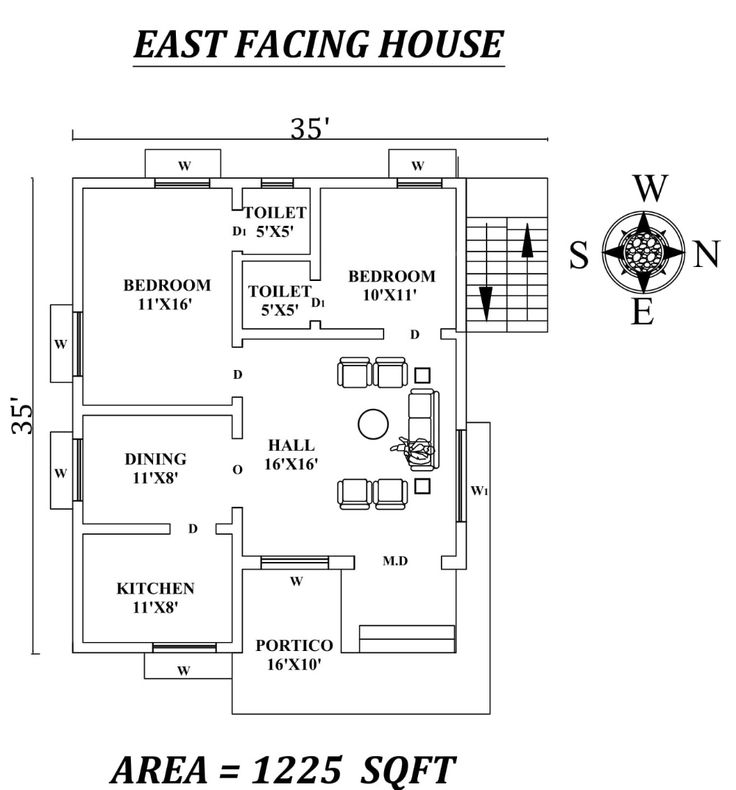 EAST FACING HOUSE
35'
W
W
W
TOILET
5'X5'
D1
BEDROOM
11'X16'
BEDROOM
10'X11'
TOILET
5'X5'
D1
S
N
E
W
D
D
35'
HALL
16'X16'
DINING
11'X8'
W
O
W1
D
M.D
W
KITCHEN
11'X8'
PORTICO
16'X10'
W
AREA = 1225 SQFT